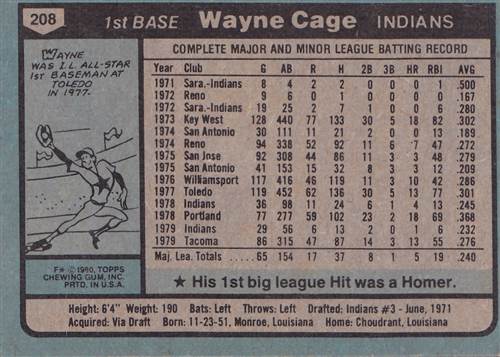 208 1st BASE Wayne Cage INDIANS
COMPLETE MAJOR AND MINOR LEAGUE BATTING RECORD
Year Club G AB R H 2B 3B HR RBI AVG
1971 Sara.-Indians 8 4 2 2 0 0 0 1 .500
1972 Reno 9 6 0 1 0 0 0 0 .167
1972 Sara.-Indians 19 25 2 7 1 0 0 6 .280
1973 Key West 128 440 77 133 30 5 18 82 .302
1974 San Antonio 30 74 13 14 2 0 0 13 .189
1974 Reno 94 338 52 92 11 6 7 47 .272
1975 San Jose 92 308 44 86 11 3 3 48 .279
1975 San Antonio 41 153 15 32 8 3 2 12 .209
1976 Williamsport 117 416 46 119 11 3 10 42 .286
1977 Toledo 119 452 62 136 30 5 13 77 .301
1978 Indians 36 98 11 24 6 1 4 13 .245
1978 Portland 77 277 59 102 23 2 18 69 .368
1979 Indians 29 56 6 13 2 0 1 6 .232
1979 Tacoma 86 315 47 87 14 3 13 55 .276
Maj. Lea. Totals 65 154 17 37 8 1 5 19 .240
★ His 1st big league Hit was a Homer.
WAYNE
WAS I.L. ALL-STAR
1ST BASEMAN AT
TOLEDO
IN 1977.
F* © 1980, TOPPS
CHEWING GUM, INC.
PRTD. IN U.S.A.
Height: 6'4" Weight: 190 Bats: Left Throws: Left Drafted: Indians #3 - June, 1971
Acquired: Via Draft Born: 11-23-51, Monroe, Louisiana Home: Choudrant, Louisiana